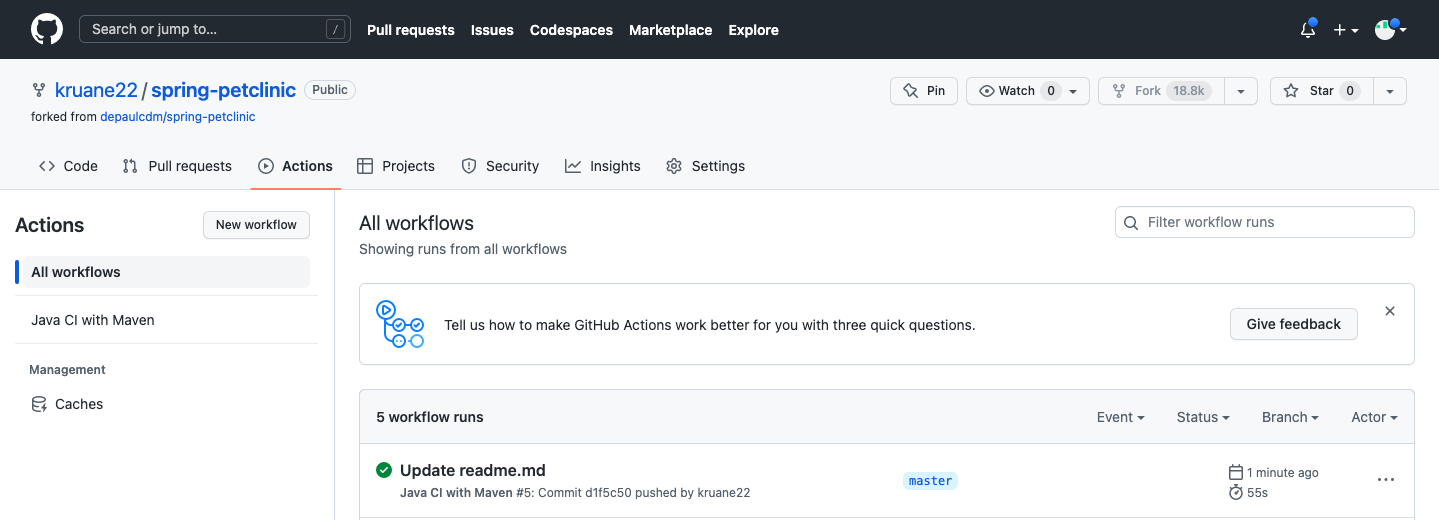 Search or jump to... / Pull requests Issues Codespaces Marketplace Explore
kruane22 / spring-petclinic Public Pin Watch 0 Fork 18.8k Star 0
forked from depaulcdm/spring-petclinic
Code Pull requests Actions Projects Security Insights Settings
Actions New workflow
All workflows
Java CI with Maven
Management
Caches
All workflows
Showing runs from all workflows
Filter workflow runs
Tell us how to make GitHub Actions work better for you with three quick questions. Give feedback
5 workflow runs Event Status Branch Actor
Update readme.md
Java CI with Maven #5: Commit d1f5c50 pushed by kruane22
master
1 minute ago
55s